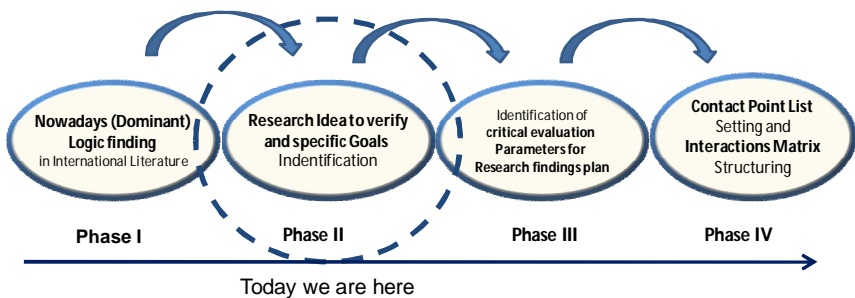 Nowadays (Dominant)
Logic finding
in International Literature
Research Idea to verify
and specific Goals
Indentification
Identification of
critical evaluation
Parameters for
Research findings plan
Contact Point List
Setting and
Interactions Matrix
Structuring
Phase I
Phase II
Phase III
Phase IV
Today we are here